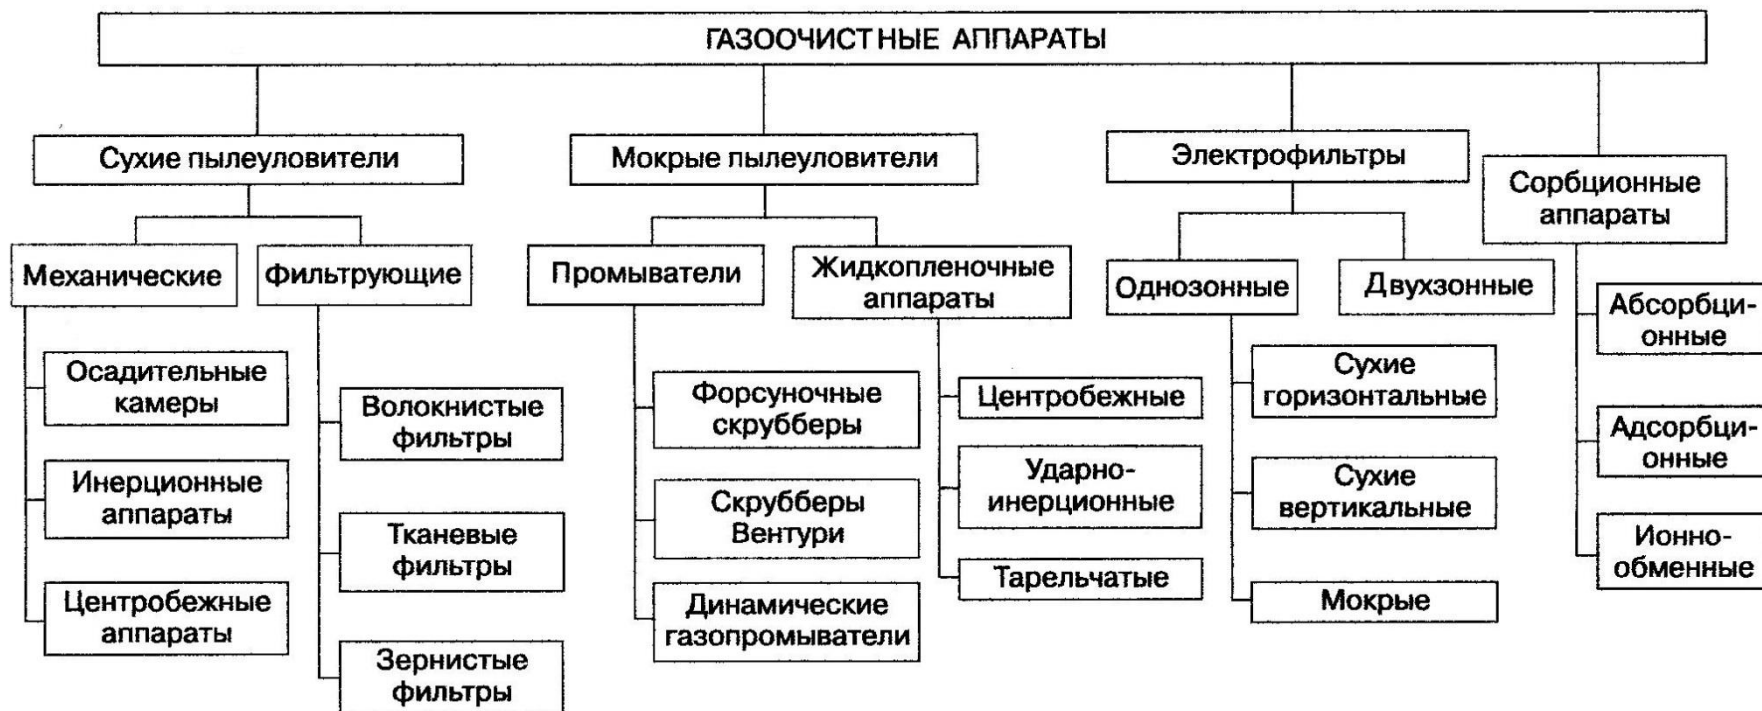 ГАЗООЧИСТНЫЕ АППАРАТЫ
Сухие пылеуловители
Мокрые пылеуловители
Электрофильтры
Сорбционные
аппараты
Механические
Фильтрующие
Промыватели
Жидкопленочные
аппараты
Однозонные
Двухзонные
Осадительные
камеры
Инерционные
аппараты
Центробежные
аппараты
Волокнистые
фильтры
Тканевые
фильтры
Зернистые
фильтры
Форсуночные
скрубберы
Скрубберы
Вентури
Динамические
газопромыватели
Центробежные
Ударно-
инерционные
Тарельчатые
Сухие
горизонтальные
Сухие
вертикальные
Мокрые
Абсорбци-
онные
Адсорбци-
онные
Ионно-
обменные